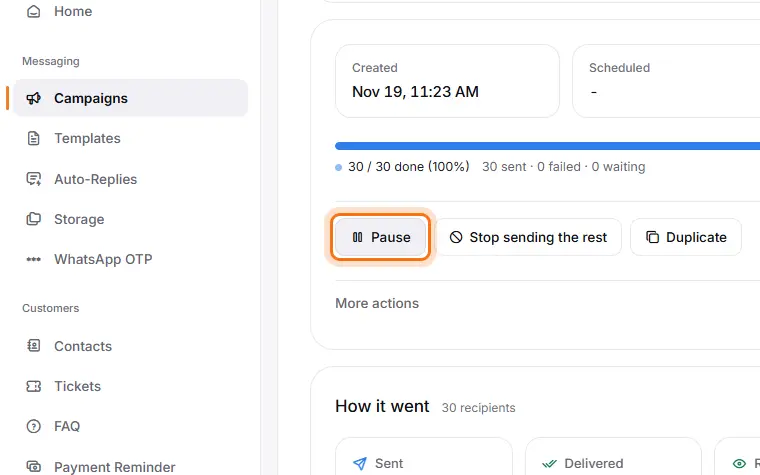 Home
Messaging
Campaigns
Templates
Auto-Replies
Storage
WhatsApp OTP
Customers
Contacts
Tickets
FAQ
Payment Reminder
Created
Nov 19, 11:23 AM
Scheduled
-
30 / 30 done (100%) 30 sent · 0 failed · 0 waiting
Pause
Stop sending the rest
Duplicate
More actions
How it went 30 recipients
Sent
Delivered